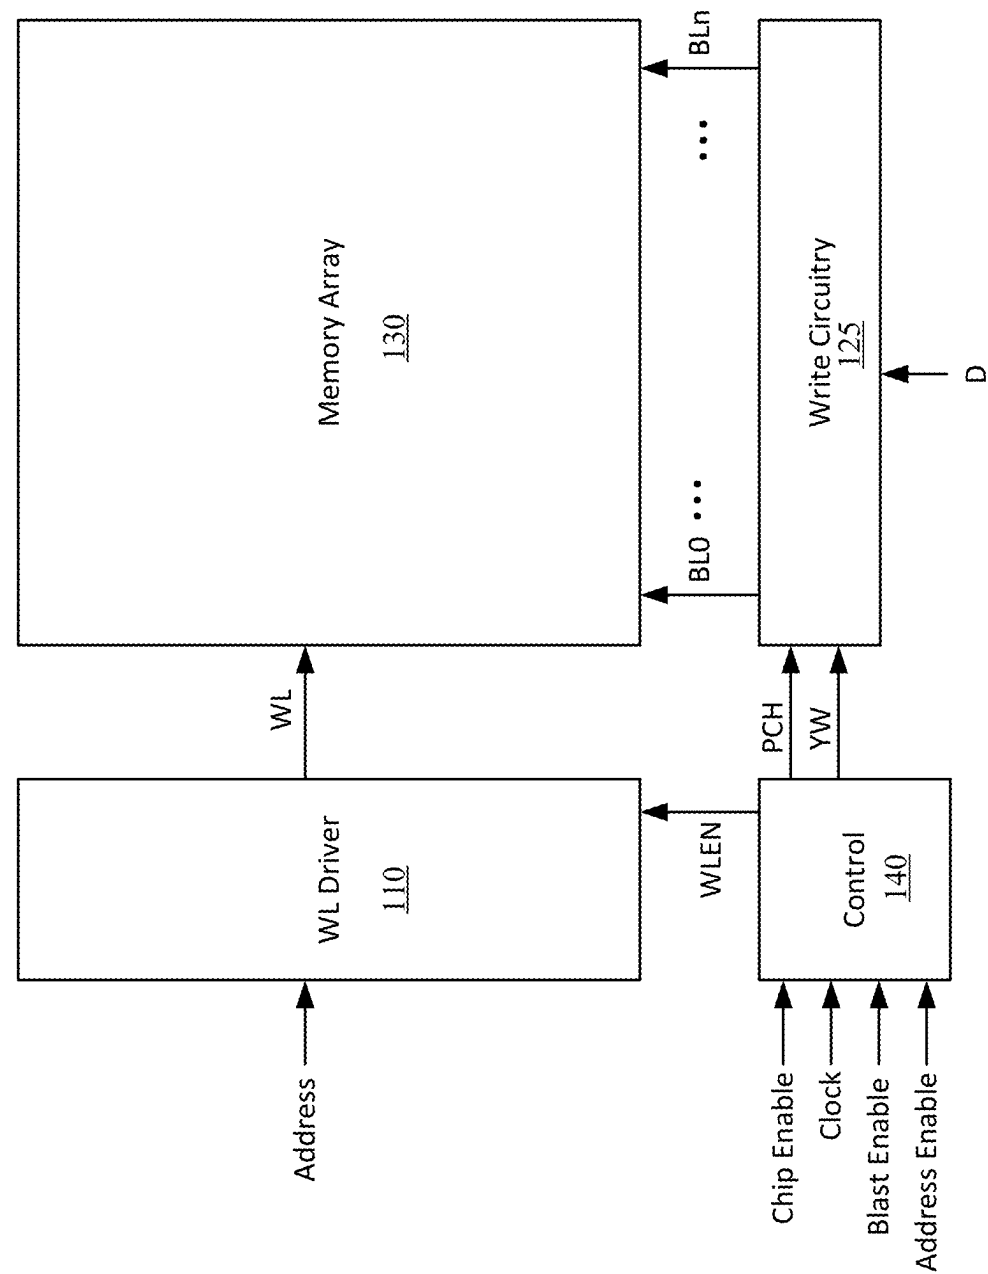 Address
WL Driver
110
WL
Memory Array
130
WLEN
BL0 ...
... BLn
Chip Enable
Clock
Blast Enable
Address Enable
Control
140
PCH
YW
Write Circuitry
125
D